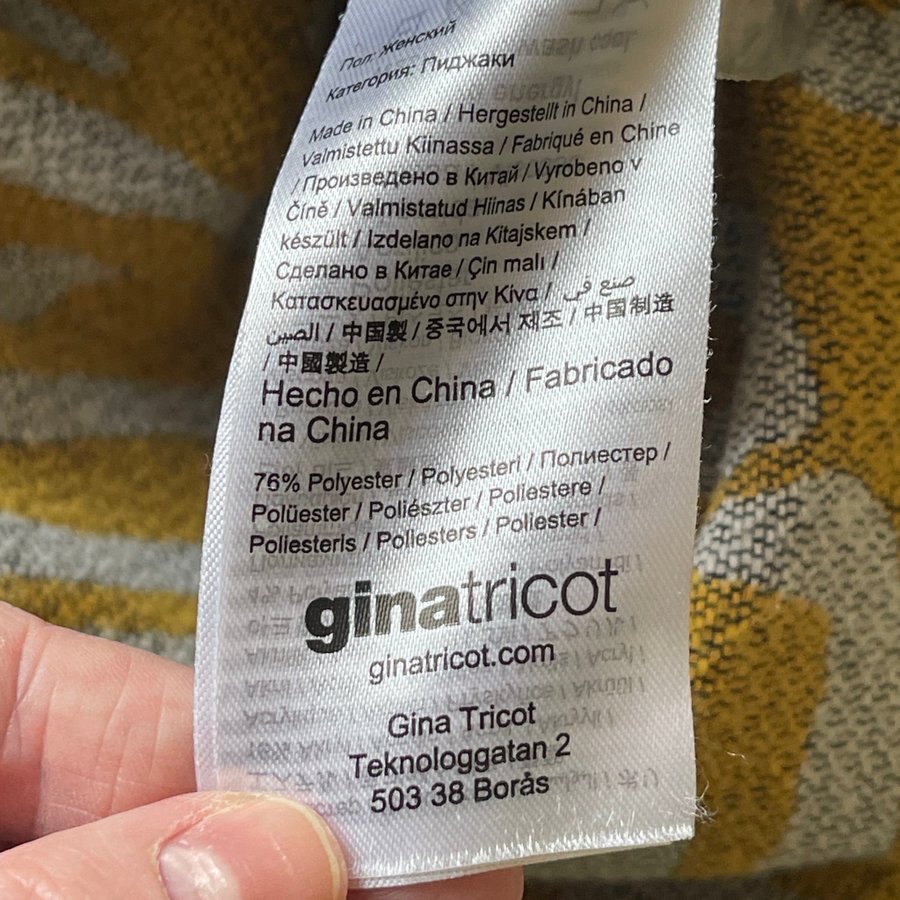 Пол: Женский
Категория: Пиджаки
Made in China / Hergestellt in China /
Valmistettu Kiinassa / Fabriqué en Chine
/ Произведено в Китай / Vyrobeno v
Číně / Valmistatud Hiinas / Kínában
készült / Izdelano na Kitajskem /
Сделано в Китае / Çin malı /
Κατασκευασμένο στην Κίνα / صنع في
الصين / 中国製 / 중국에서 제조 / 中国制造
/ 中國製造 /
Hecho en China / Fabricado
na China
76% Polyester / Polyesteri / Полиестер /
Polüester / Poliészter / Poliestere /
Poliesteris / Poliesters / Poliester /
ginatricot
ginatricot.com
Gina Tricot
Teknologgatan 2
503 38 Borås